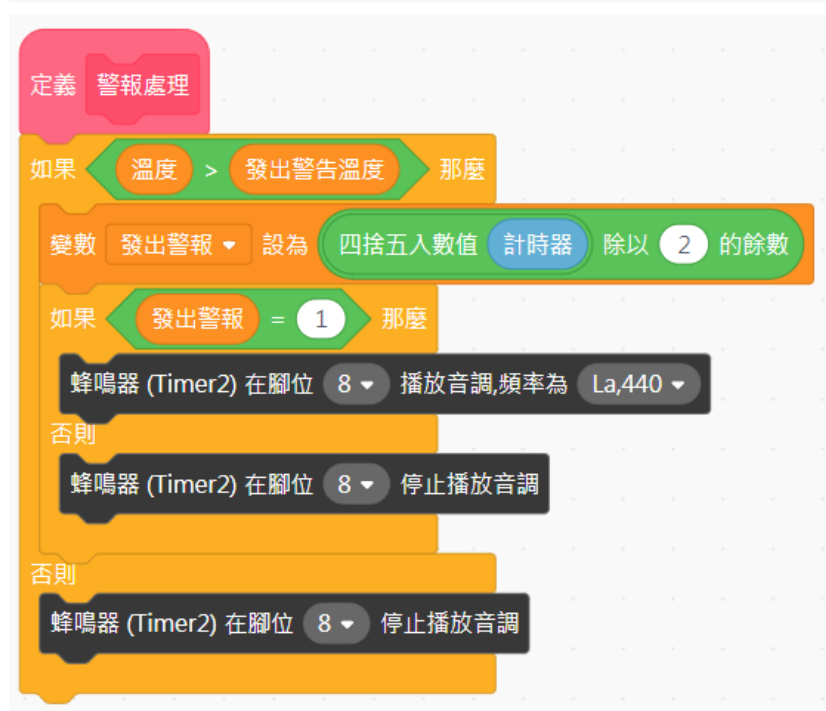 定義 警報處理
如果 溫度 > 發出警告溫度 那麼
變數 發出警報 設為 四捨五入數值 計時器 除以 2 的餘數
如果 發出警報 = 1 那麼
蜂鳴器 (Timer2) 在腳位 8 播放音調,頻率為 La,440
否則
蜂鳴器 (Timer2) 在腳位 8 停止播放音調
否則
蜂鳴器 (Timer2) 在腳位 8 停止播放音調